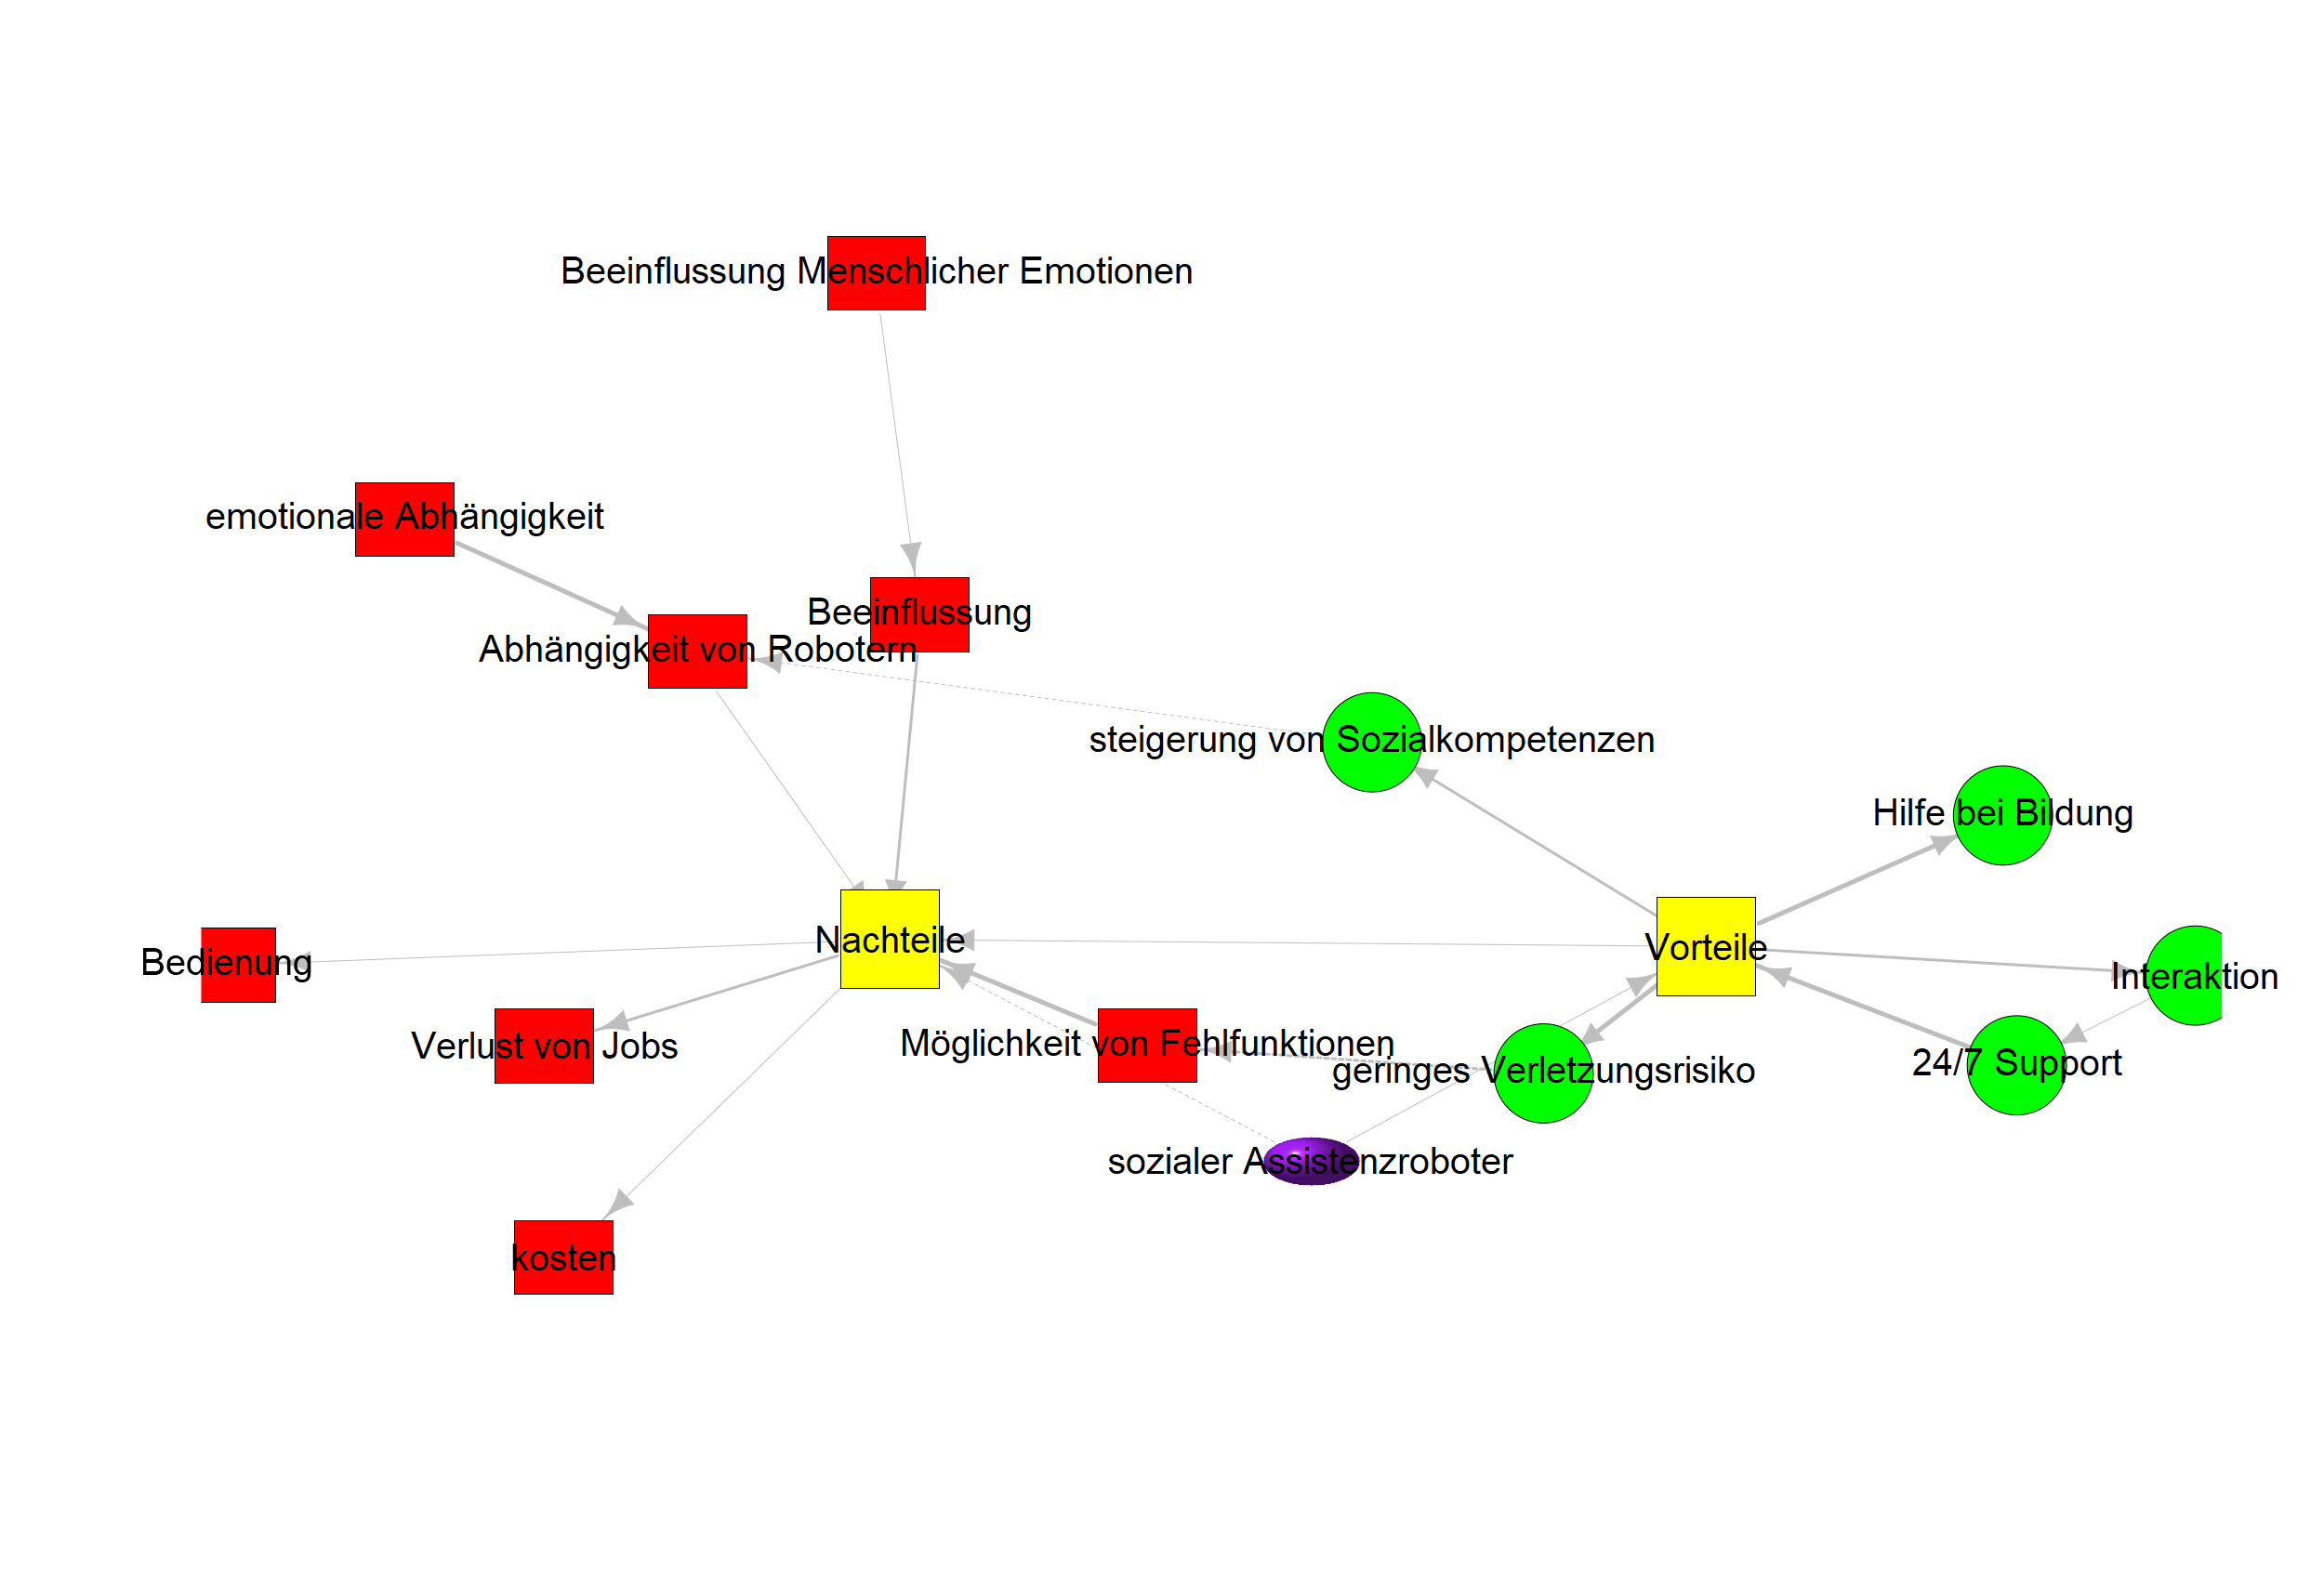 Beeinflussung Menschlicher Emotionen
emotionale Abhängigkeit
Beeinflussung
Abhängigkeit von Robotern
steigerung von Sozialkompetenzen
Hilfe bei Bildung
Nachteile
Vorteile
Bedienung
Interaktion
Verlust von Jobs
Möglichkeit von Fehlfunktionen
24/7 Support
geringes Verletzungsrisiko
sozialer Assistenzroboter
kosten